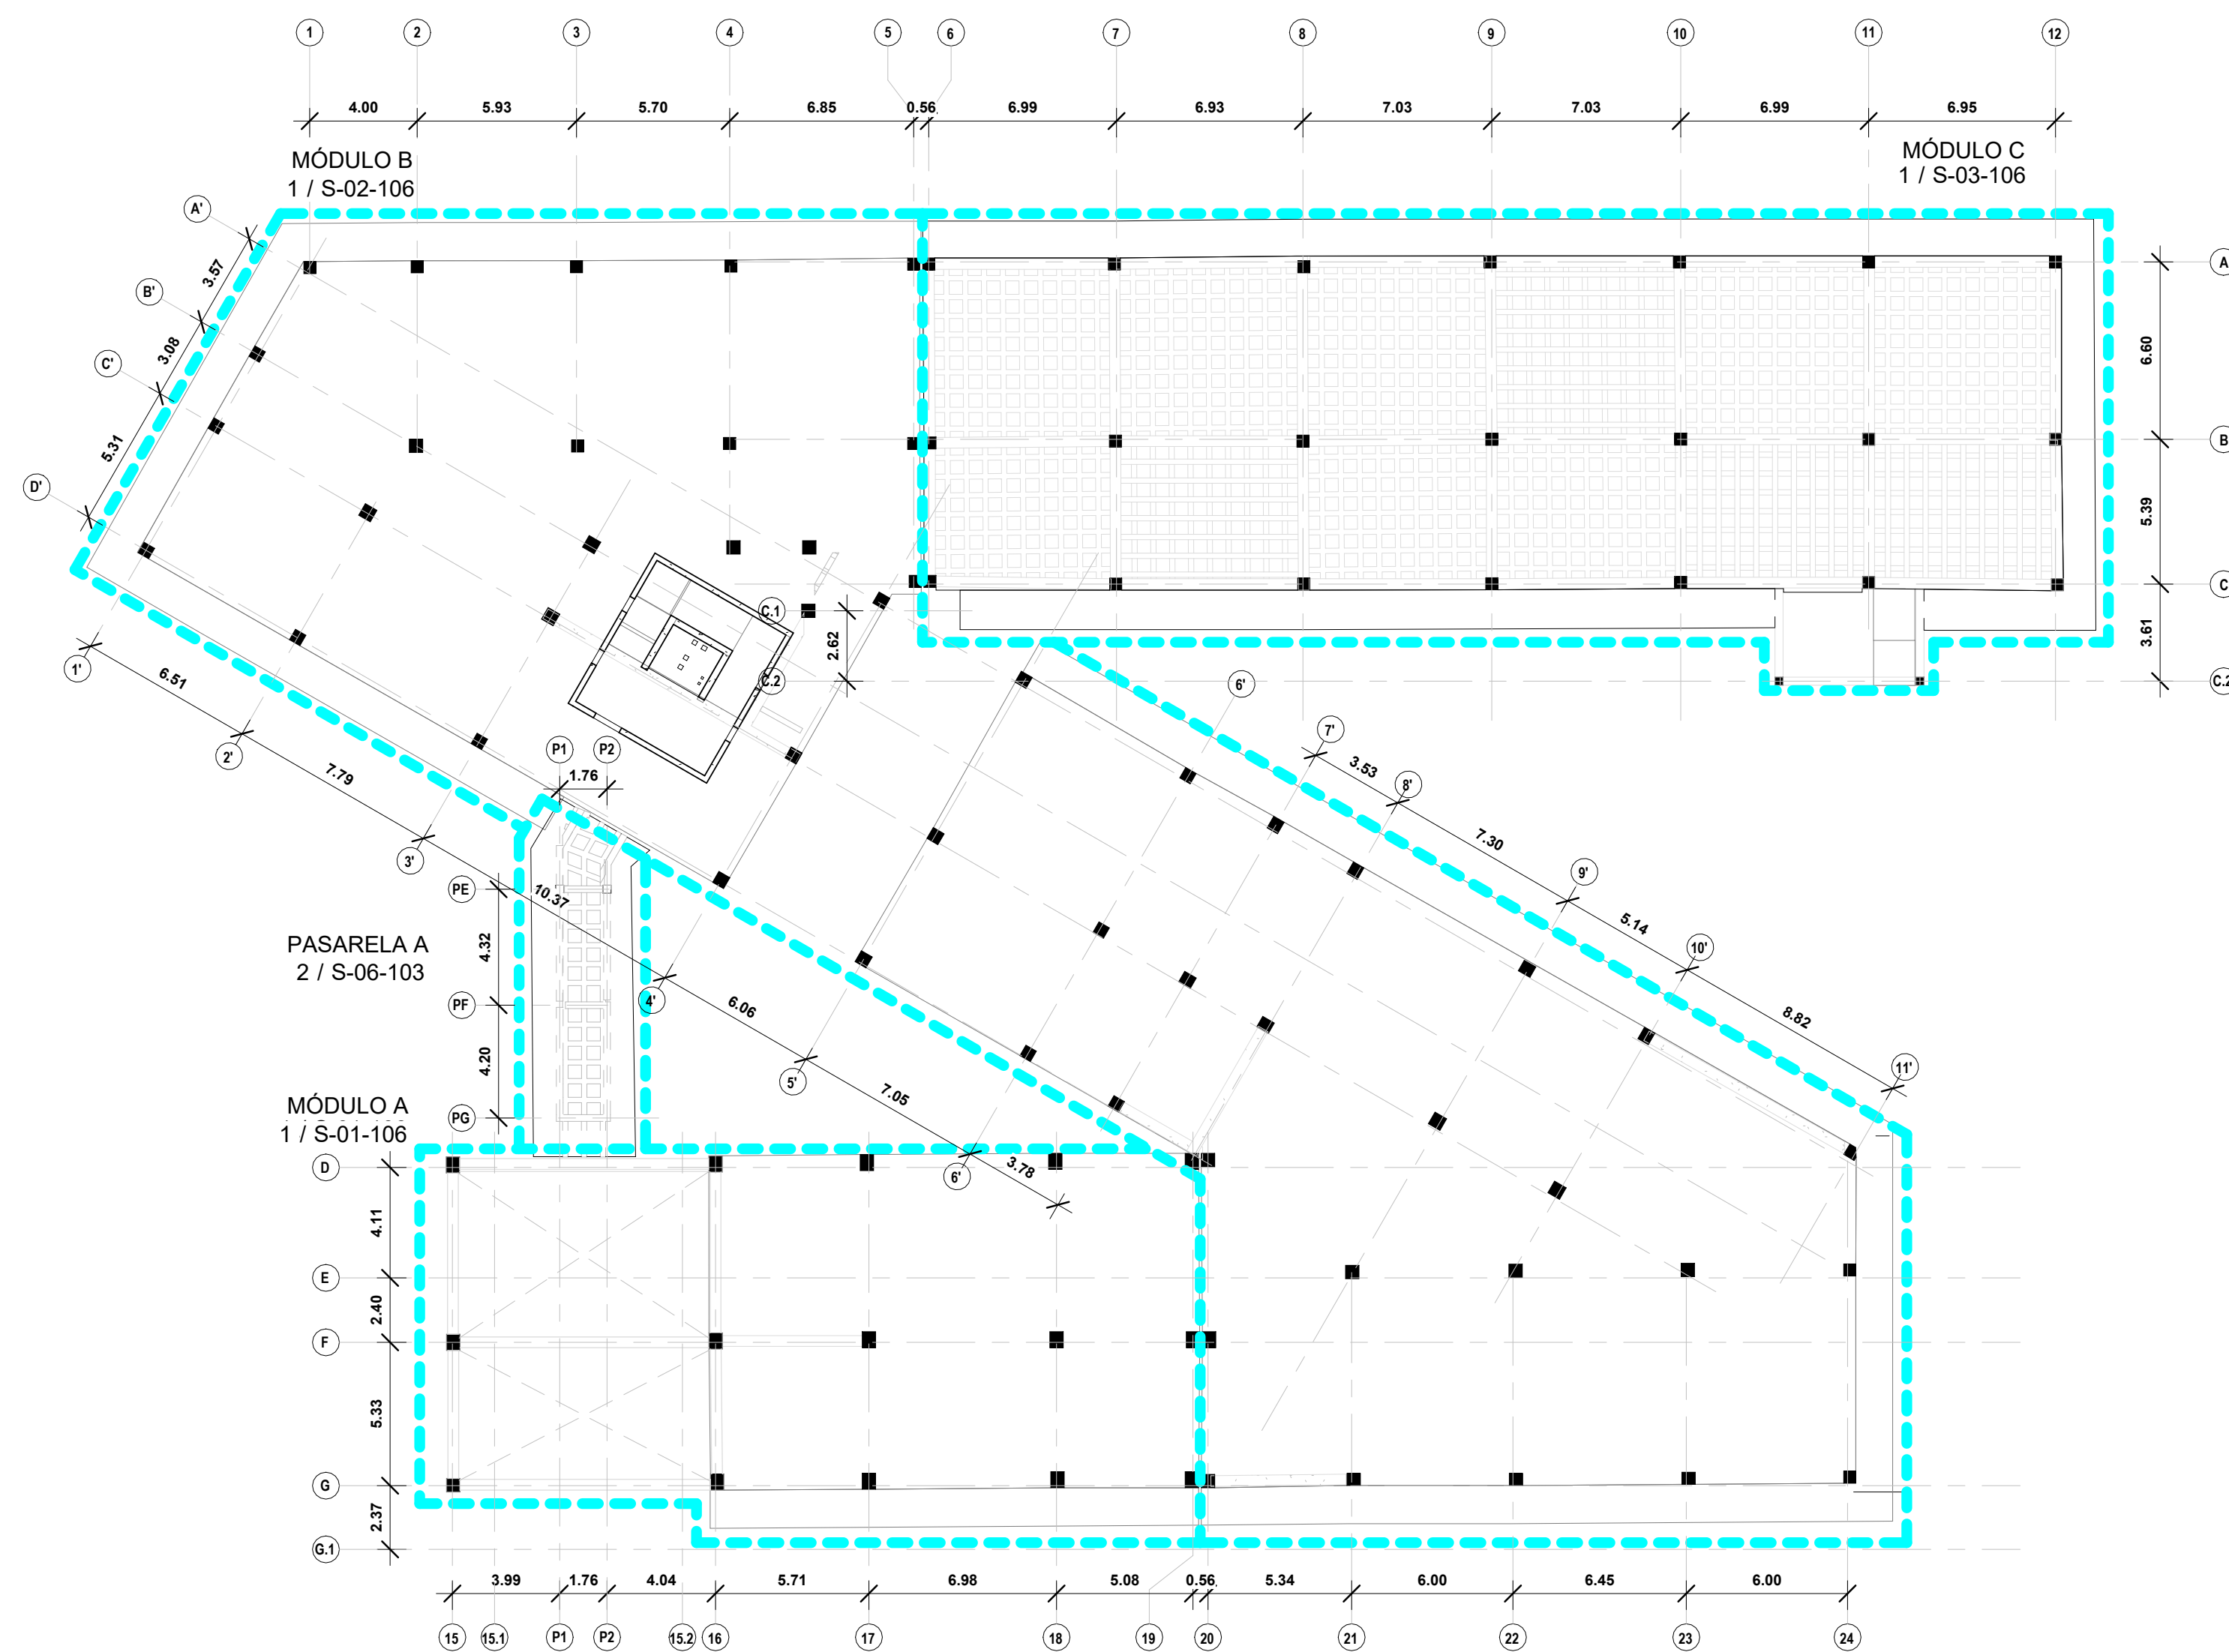 1 2 3 4 5 6 7 8 9 10 11 12
4.00 5.93 5.70 6.85 0.56 6.99 6.93 7.03 7.03 6.99 6.95
MÓDULO B
1 / S-02-106
MÓDULO C
1 / S-03-106
A'
B'
C'
D'
3.57
3.08
5.31
A
B
C
C.2
6.60
5.39
3.61
C.1
C.2
2.62
1'
2'
3'
4'
5'
6'
6.51
7.79
10.37
6.06
7.05
3.78
6'
7'
8'
9'
10'
11'
3.53
7.30
5.14
8.82
P1 P2
1.76
PE
PF
PG
4.32
4.20
PASARELA A
2 / S-06-103
MÓDULO A
1 / S-01-106
D
E
F
G
G.1
4.11
2.40
5.33
2.37
3.99 1.76 4.04 5.71 6.98 5.08 0.56 5.34 6.00 6.45 6.00
15 15.1 P1 P2 15.2 16 17 18 19 20 21 22 23 24